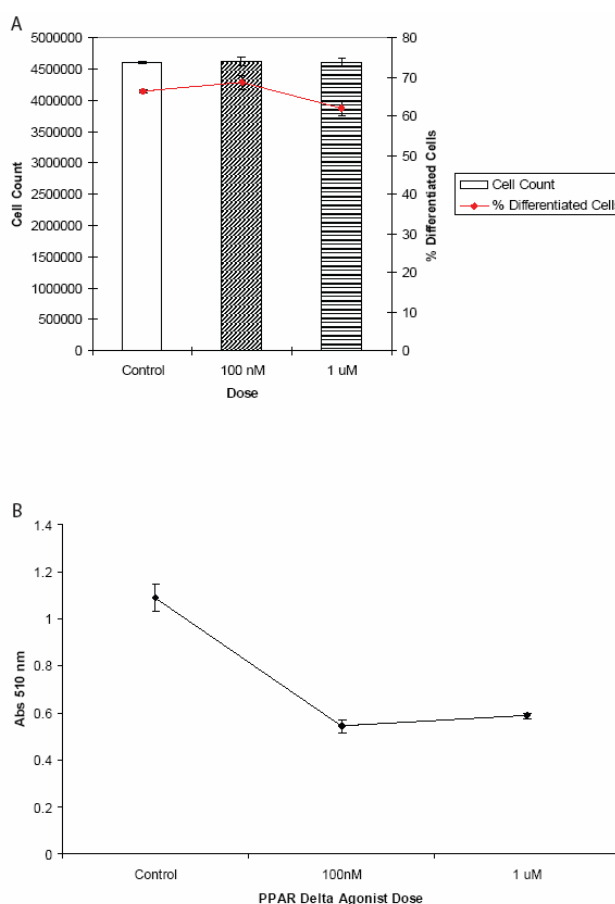 A
5000000
4500000
4000000
3500000
3000000
2500000
2000000
1500000
1000000
500000
0
Cell Count
80
70
60
50
40
30
20
10
0
% Differentiated Cells
Control
100 nM
1 uM
Dose
Cell Count
% Differentiated Cells
B
1.4
1.2
1
0.8
0.6
0.4
0.2
0
Abs 510 nm
Control
100nM
1 uM
PPAR Delta Agonist Dose